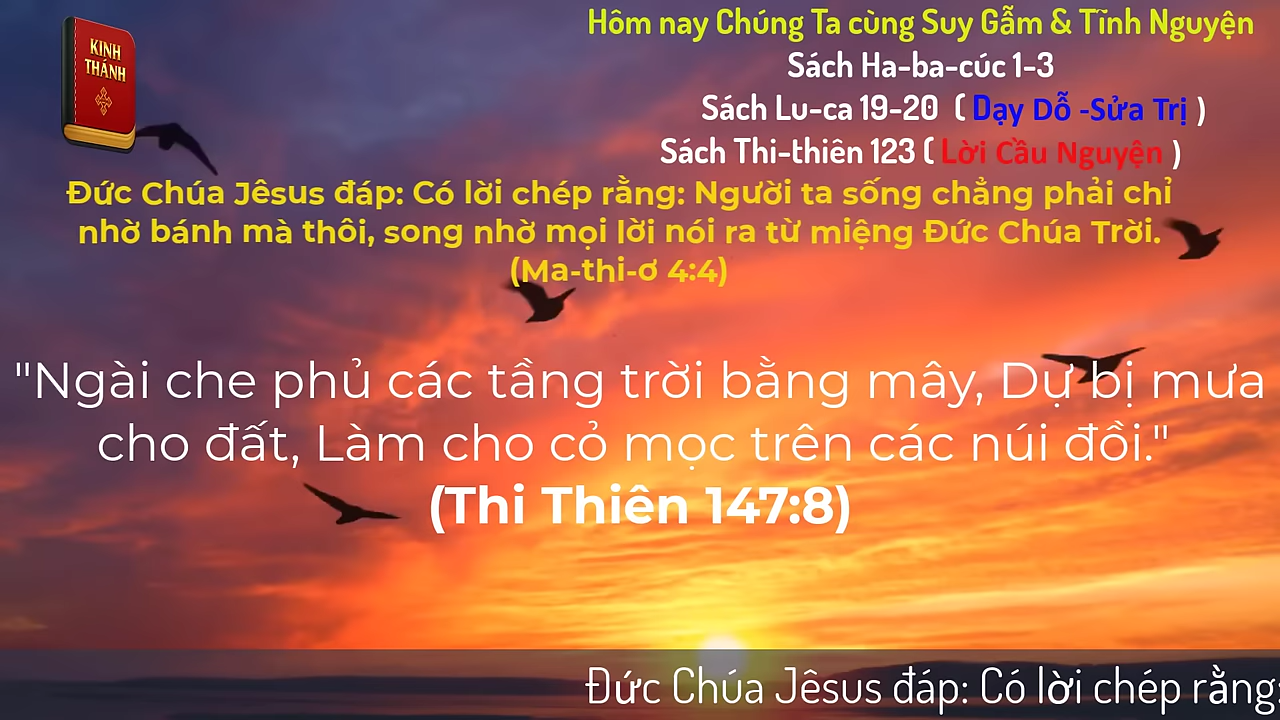 KINH
THÁNH
Hôm nay Chúng Ta cùng Suy Gẫm & Tĩnh Nguyện
Sách Ha-ba-cúc 1-3
Sách Lu-ca 19-20 ( Dạy Dỗ -Sửa Trị )
Sách Thi-thiên 123 ( Lời Cầu Nguyện )
Đức Chúa Jêsus đáp: Có lời chép rằng: Người ta sống chẳng phải chỉ
nhờ bánh mà thôi, song nhờ mọi lời nói ra từ miệng Đức Chúa Trời.
(Ma-thi-ơ 4:4)
"Ngài che phủ các tầng trời bằng mây, Dự bị mưa
cho đất, Làm cho cỏ mọc trên các núi đồi."
(Thi Thiên 147:8)
Đức Chúa Jêsus đáp: Có lời chép rằng: